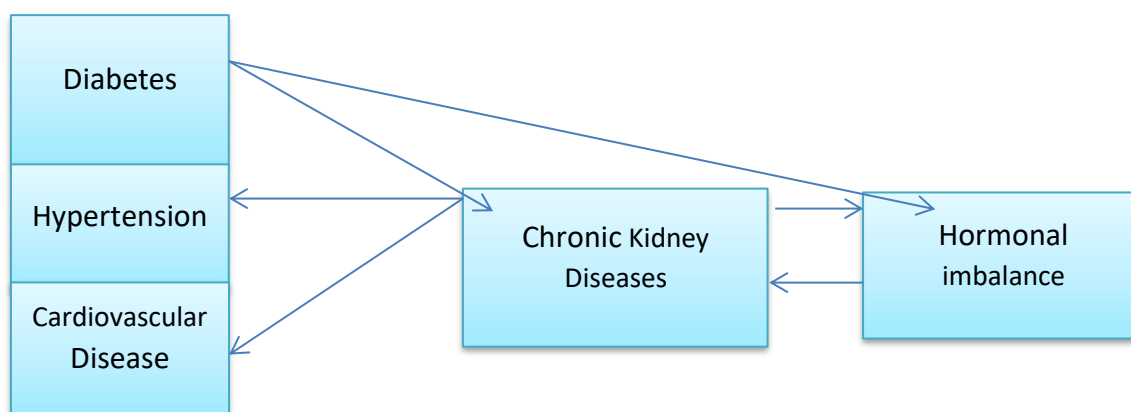 Diabetes
Hypertension
Cardiovascular
Disease
Chronic Kidney
Diseases
Hormonal
imbalance